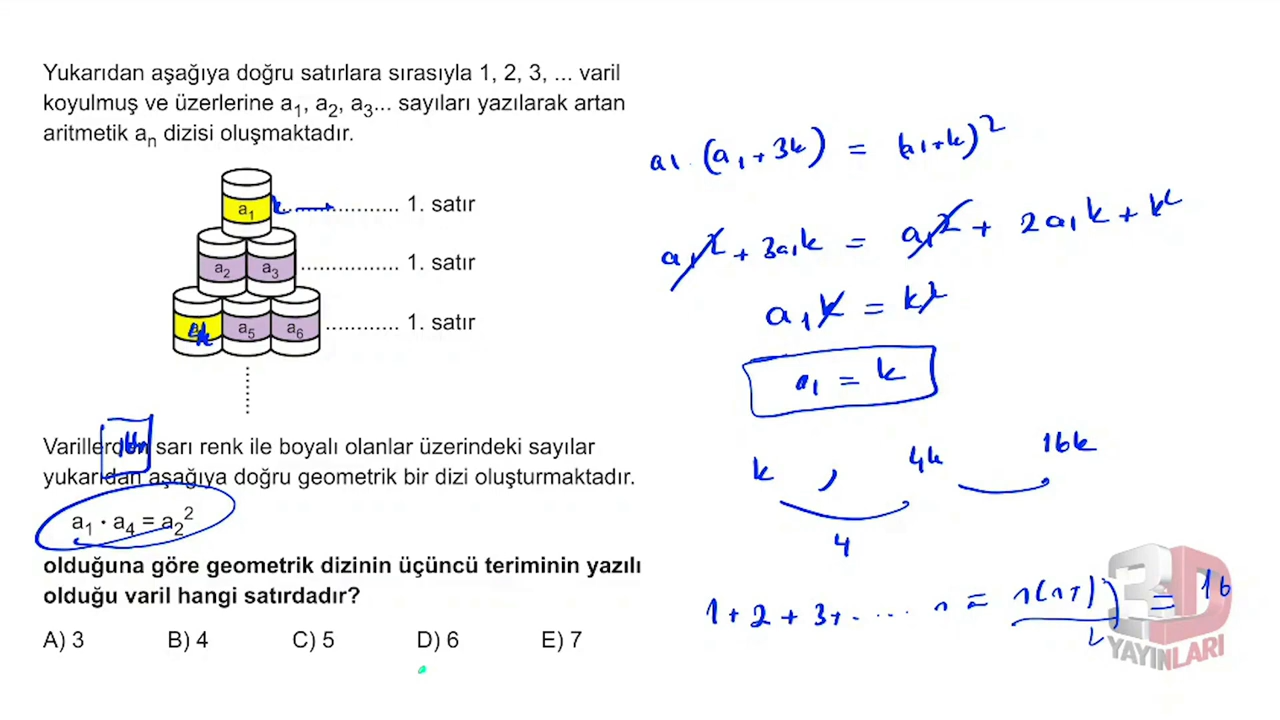 Yukarıdan aşağıya doğru satırlara sırasıyla 1, 2, 3, ... varil
koyulmuş ve üzerlerine a₁, a₂, a₃... sayıları yazılarak artan
aritmetik aₙ dizisi oluşmaktadır.
a₁ k .................. 1. satır
a₂ a₃ ................ 1. satır
4k a₅ a₆ ............ 1. satır
Varillerden sarı renk ile boyalı olanlar üzerindeki sayılar
yukarıdan aşağıya doğru geometrik bir dizi oluşturmaktadır.
a₁ · a₄ = a₂²
olduğuna göre geometrik dizinin üçüncü teriminin yazılı
olduğu varil hangi satırdadır?
A) 3 B) 4 C) 5 D) 6 E) 7
a₁ . (a₁ + 3k) = (a₁+k)²
a₁² + 3a₁k = a₁² + 2a₁k + k²
a₁k = k²
a₁ = k
k , 4k 16k
4
1 + 2 + 3 + ..... n = n(n+1) / 2 = 16
3D
YAYINLARI